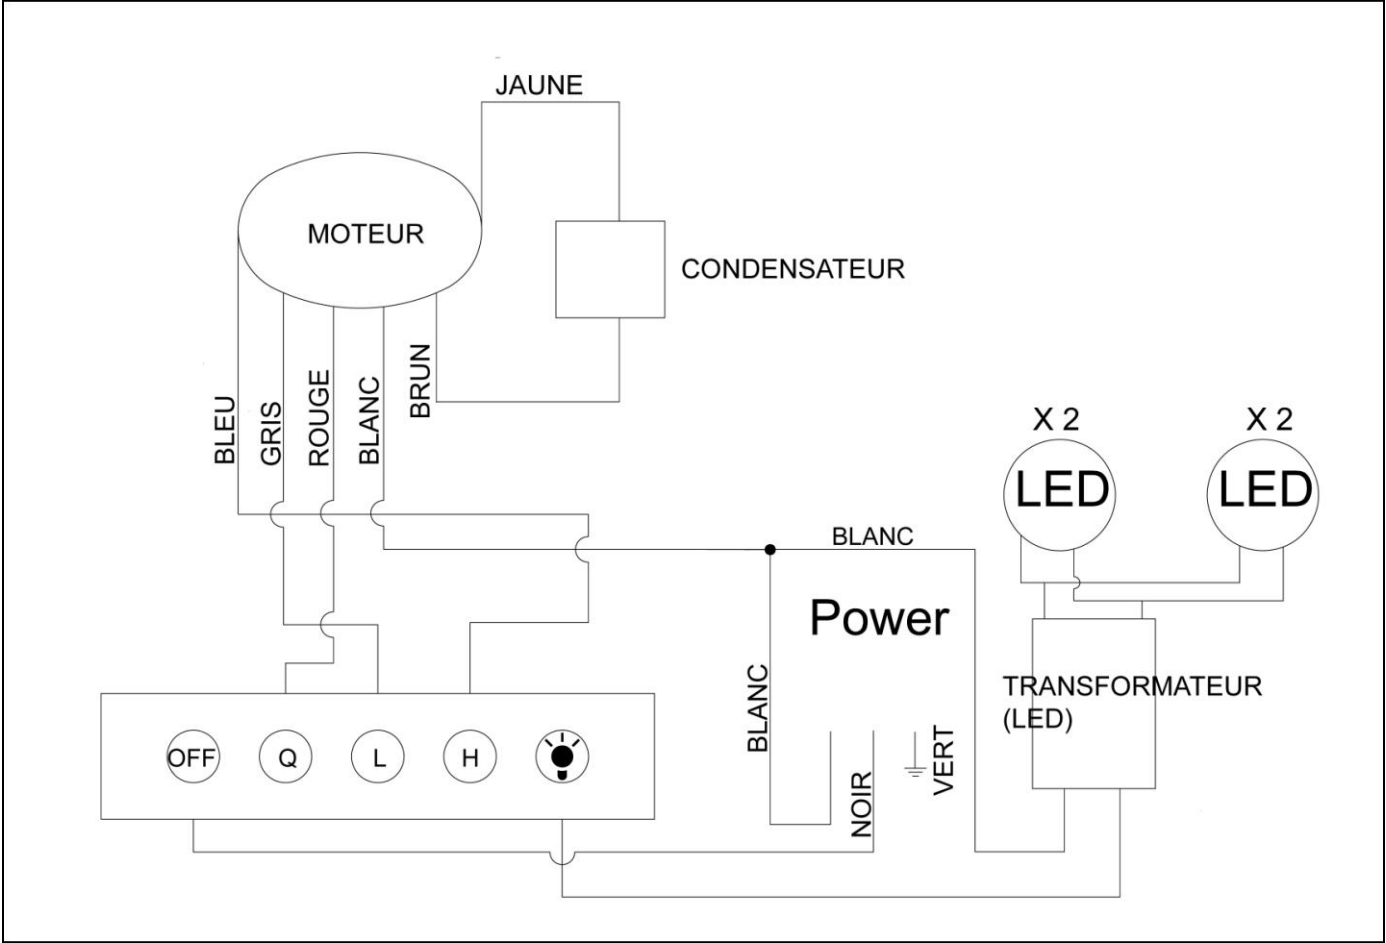 JAUNE
MOTEUR
CONDENSATEUR
BLEU
GRIS
ROUGE
BLANC
BRUN
X 2
X 2
LED
LED
BLANC
Power
BLANC
TRANSFORMATEUR
(LED)
NOIR
VERT
OFF
Q
L
H